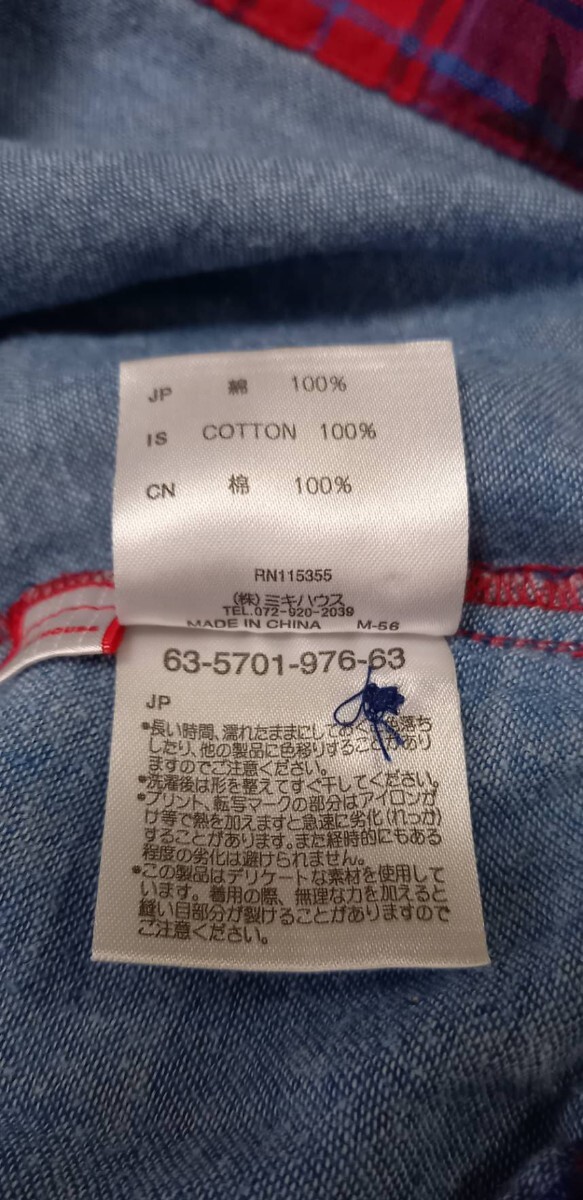 JP 綿 100%
IS COTTON 100%
CN 棉 100%
RN115355
(株)ミキハウス
TEL.072-920-2039
MADE IN CHINA M-56
HOUSE
63-5701-976-63
JP
*長い時間、濡れたままにしておくと色落ち
したり、他の製品に色移りすることがあり
ますのでご注意ください。
*洗濯後は形を整えてすぐ干してください。
*プリント、転写マークの部分はアイロンが
け等で熱を加えますと急速に劣化(れっか)
することがあります。また経時的にもある
程度の劣化は避けられません。
*この製品はデリケートな素材を使用して
います。着用の際、無理な力を加えると
縫い目部分が裂けることがありますので
ご注意ください。